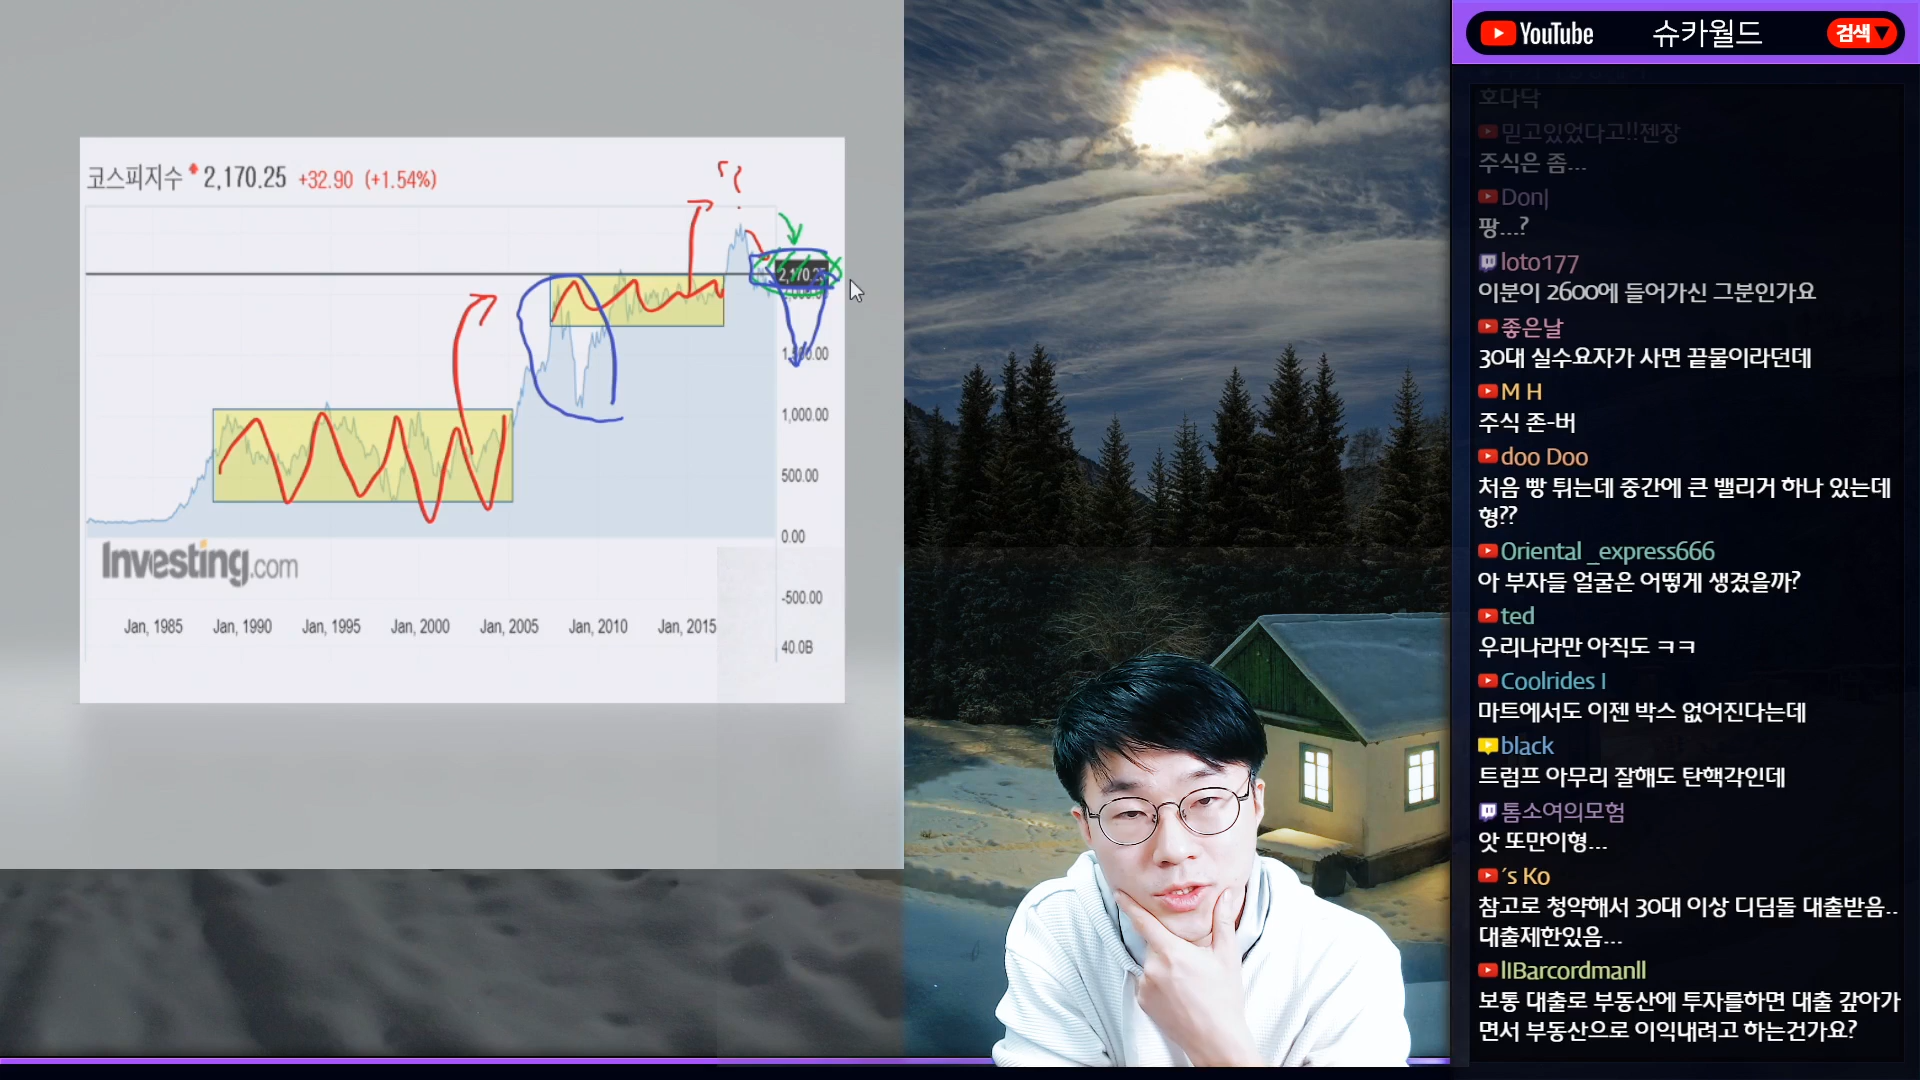 YouTube 슈카월드 검색▼
코스피지수 2,170.25 +32.90 (+1.54%)
2,170.25
1,500.00
1,000.00
500.00
0.00
-500.00
40.0B
Investing.com
Jan, 1985 Jan, 1990 Jan, 1995 Jan, 2000 Jan, 2005 Jan, 2010 Jan, 2015
호다닥
믿고있었다고!!젠장
주식은 좀...
Don|
팡...?
loto177
이분이 2600에 들어가신 그분인가요
좋은날
30대 실수요자가 사면 끝물이라던데
M H
주식 존-버
doo Doo
처음 빵 튀는데 중간에 큰 밸리거 하나 있는데
형??
Oriental _express666
아 부자들 얼굴은 어떻게 생겼을까?
ted
우리나라만 아직도 ㅋㅋ
Coolrides I
마트에서도 이젠 박스 없어진다는데
black
트럼프 아무리 잘해도 탄핵각인데
톰소여의모험
앗 또만이형...
´s Ko
참고로 청약해서 30대 이상 디딤돌 대출받음..
대출제한있음...
llBarcordmanll
보통 대출로 부동산에 투자를하면 대출 갚아가
면서 부동산으로 이익내려고 하는건가요?